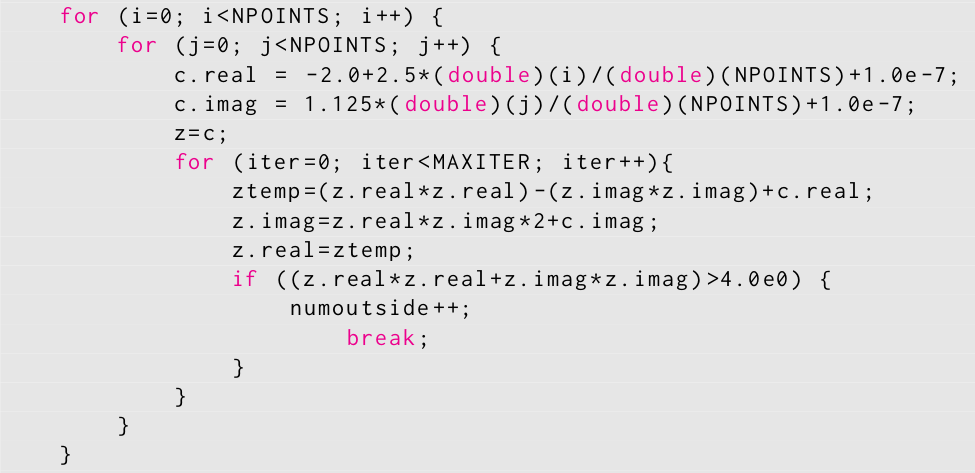 for (i=0; i<NPOINTS; i++) {
for (j=0; j<NPOINTS; j++) {
c.real = -2.0+2.5*(double)(i)/(double)(NPOINTS)+1.0e-7;
c.imag = 1.125*(double)(j)/(double)(NPOINTS)+1.0e-7;
z=c;
for (iter=0; iter<MAXITER; iter++){
ztemp=(z.real*z.real)-(z.imag*z.imag)+c.real;
z.imag=z.real*z.imag*2+c.imag;
z.real=ztemp;
if ((z.real*z.real+z.imag*z.imag)>4.0e0) {
numoutside++;
break;
}
}
}
}